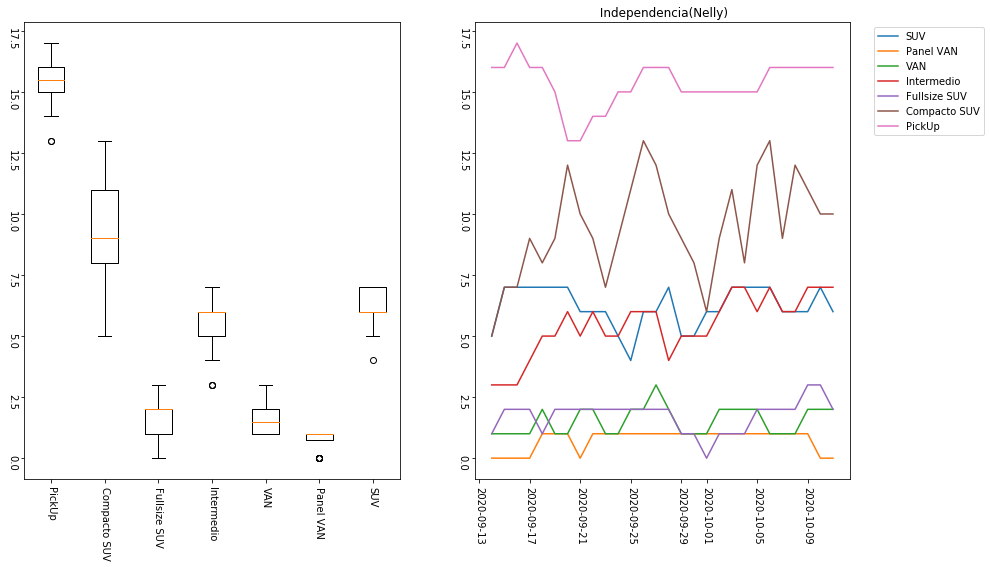 17.5
15.0
12.5
10.0
7.5
5.0
2.5
0.0
PickUp
Compacto SUV
Fullsize SUV
Intermedio
VAN
Panel VAN
SUV
Independencia(Nelly)
17.5
15.0
12.5
10.0
7.5
5.0
2.5
0.0
2020-09-13
2020-09-17
2020-09-21
2020-09-25
2020-09-29
2020-10-01
2020-10-05
2020-10-09
SUV
Panel VAN
VAN
Intermedio
Fullsize SUV
Compacto SUV
PickUp